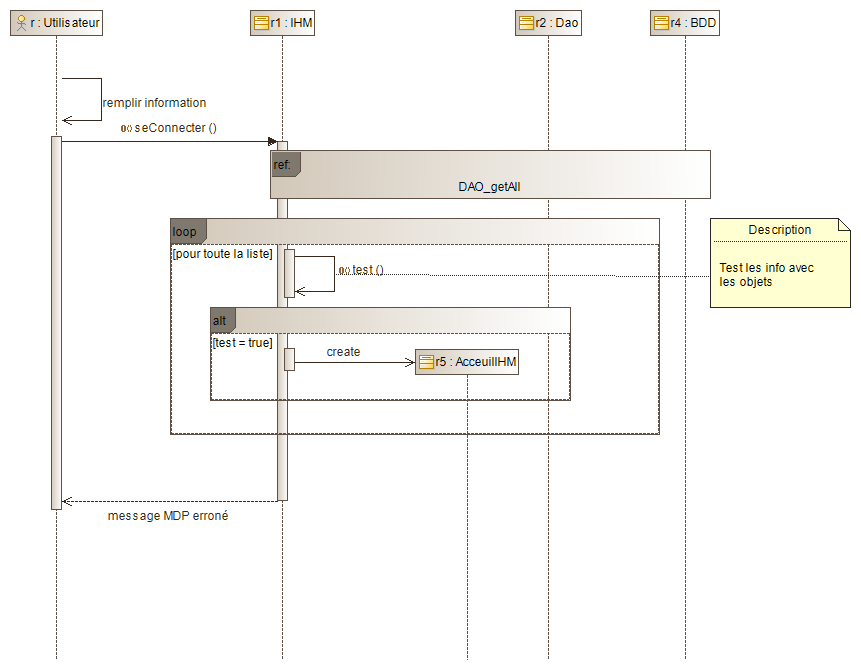 r : Utilisateur
r1 : IHM
r2 : Dao
r4 : BDD
remplir information
seConnecter ()
ref:
DAO_getAll
loop
[pour toute la liste]
test ()
Description
Test les info avec
les objets
alt
[test = true]
create
r5 : AcceuilIHM
message MDP erroné